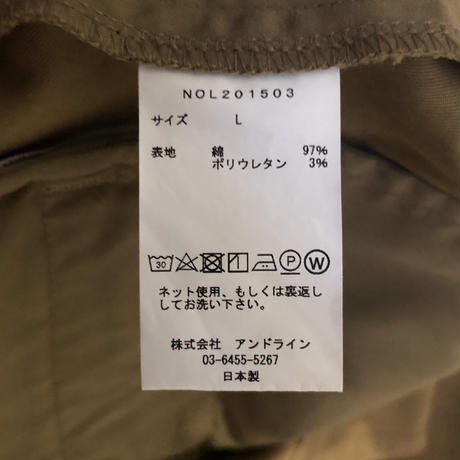 NOL201503
サイズ L
表地 綿 97%
ポリウレタン 3%
30 P W
ネット使用、もしくは裏返し
してお洗い下さい。
株式会社 アンドライン
03-6455-5267
日本製